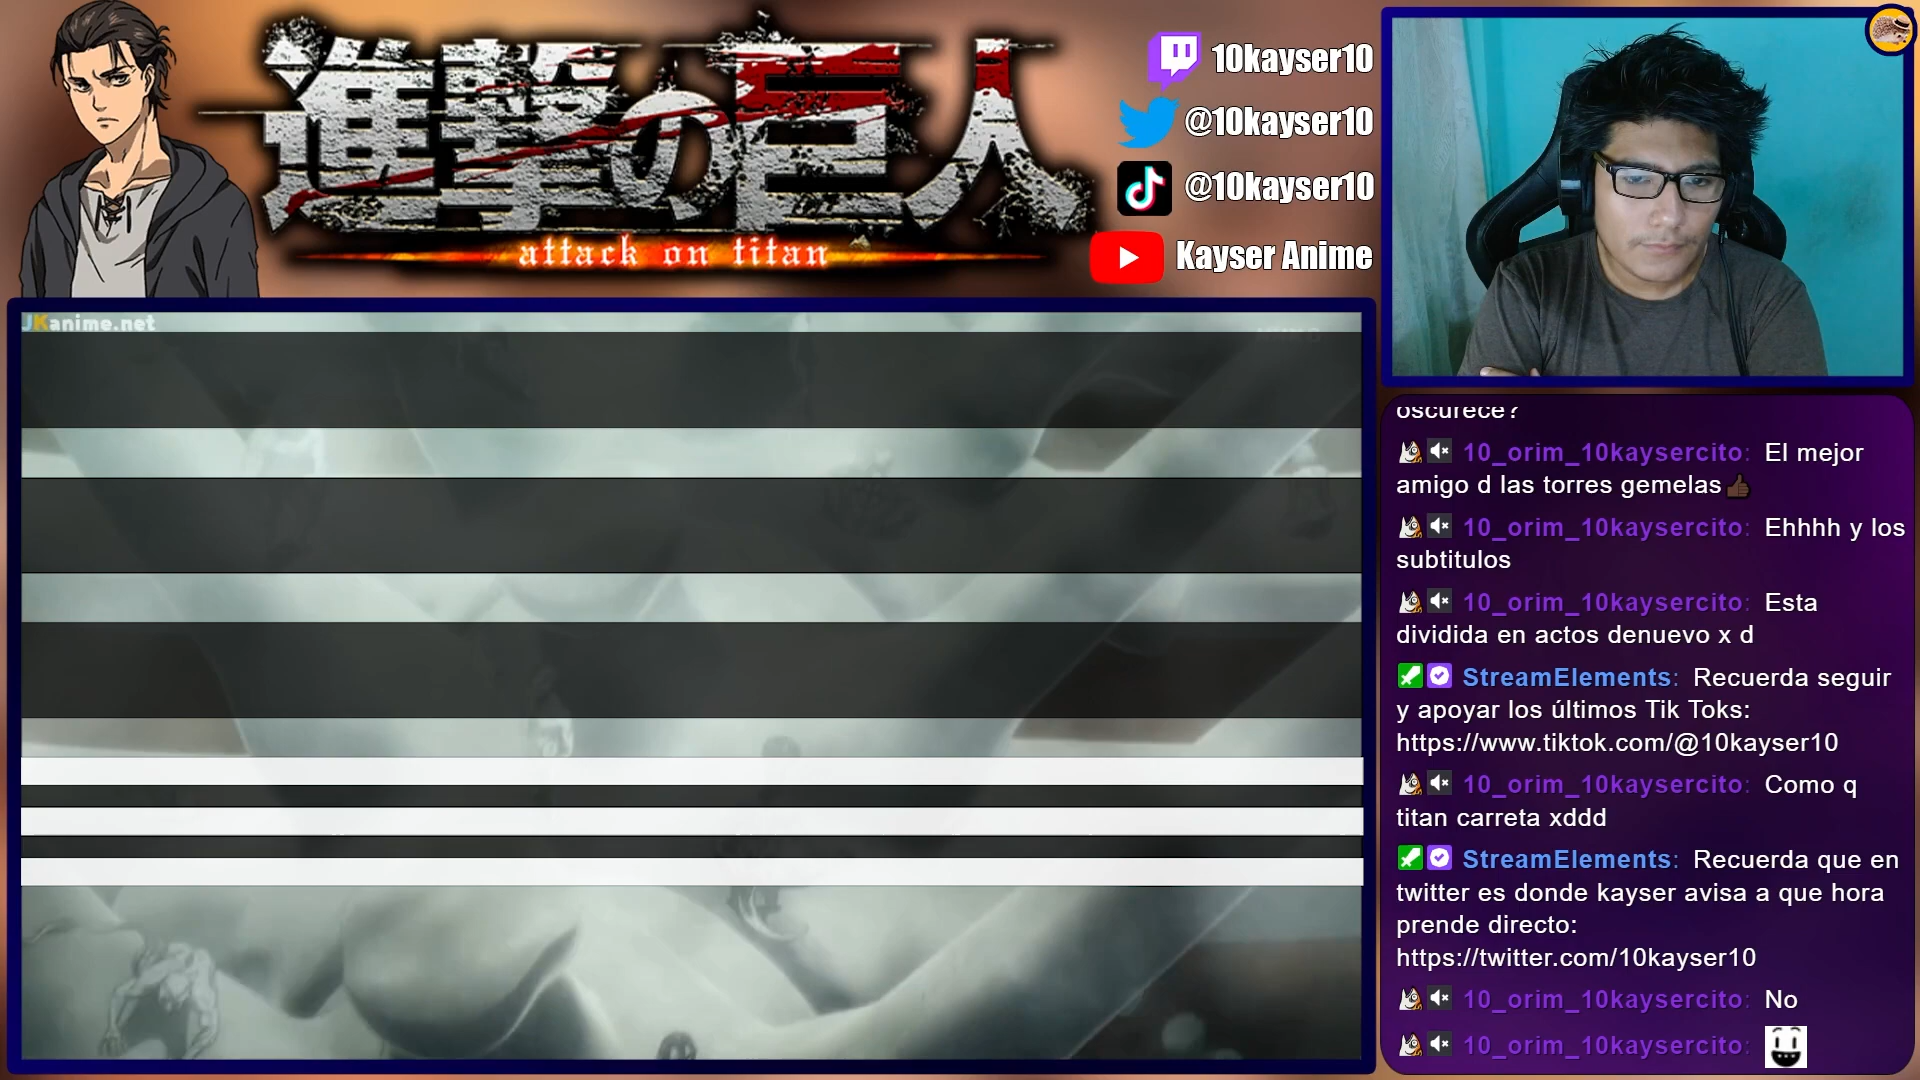 進撃の巨人
attack on titan
10kayser10
@10kayser10
@10kayser10
Kayser Anime
JKanime.net
oscurece?
10_orim_10kaysercito: El mejor
amigo d las torres gemelas
10_orim_10kaysercito: Ehhhh y los
subtitulos
10_orim_10kaysercito: Esta
dividida en actos denuevo x d
StreamElements: Recuerda seguir
y apoyar los últimos Tik Toks:
https://www.tiktok.com/@10kayser10
10_orim_10kaysercito: Como q
titan carreta xddd
StreamElements: Recuerda que en
twitter es donde kayser avisa a que hora
prende directo:
https://twitter.com/10kayser10
10_orim_10kaysercito: No
10_orim_10kaysercito: